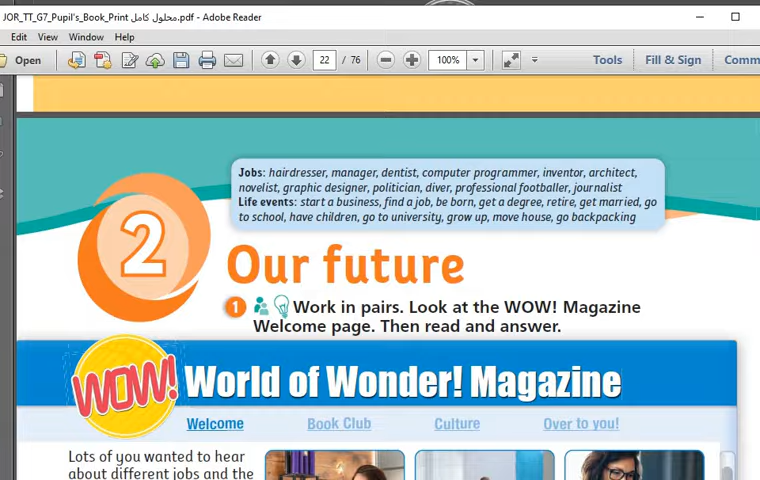 JOR_TT_G7_Pupil's_Book_Print محلول كامل.pdf - Adobe Reader
Edit View Window Help
Open 22 / 76 100% Tools Fill & Sign Comm
Jobs: hairdresser, manager, dentist, computer programmer, inventor, architect,
novelist, graphic designer, politician, diver, professional footballer, journalist
Life events: start a business, find a job, be born, get a degree, retire, get married, go
to school, have children, go to university, grow up, move house, go backpacking
2
Our future
1 Work in pairs. Look at the WOW! Magazine
Welcome page. Then read and answer.
WOW! World of Wonder! Magazine
Welcome Book Club Culture Over to you!
Lots of you wanted to hear
about different jobs and the